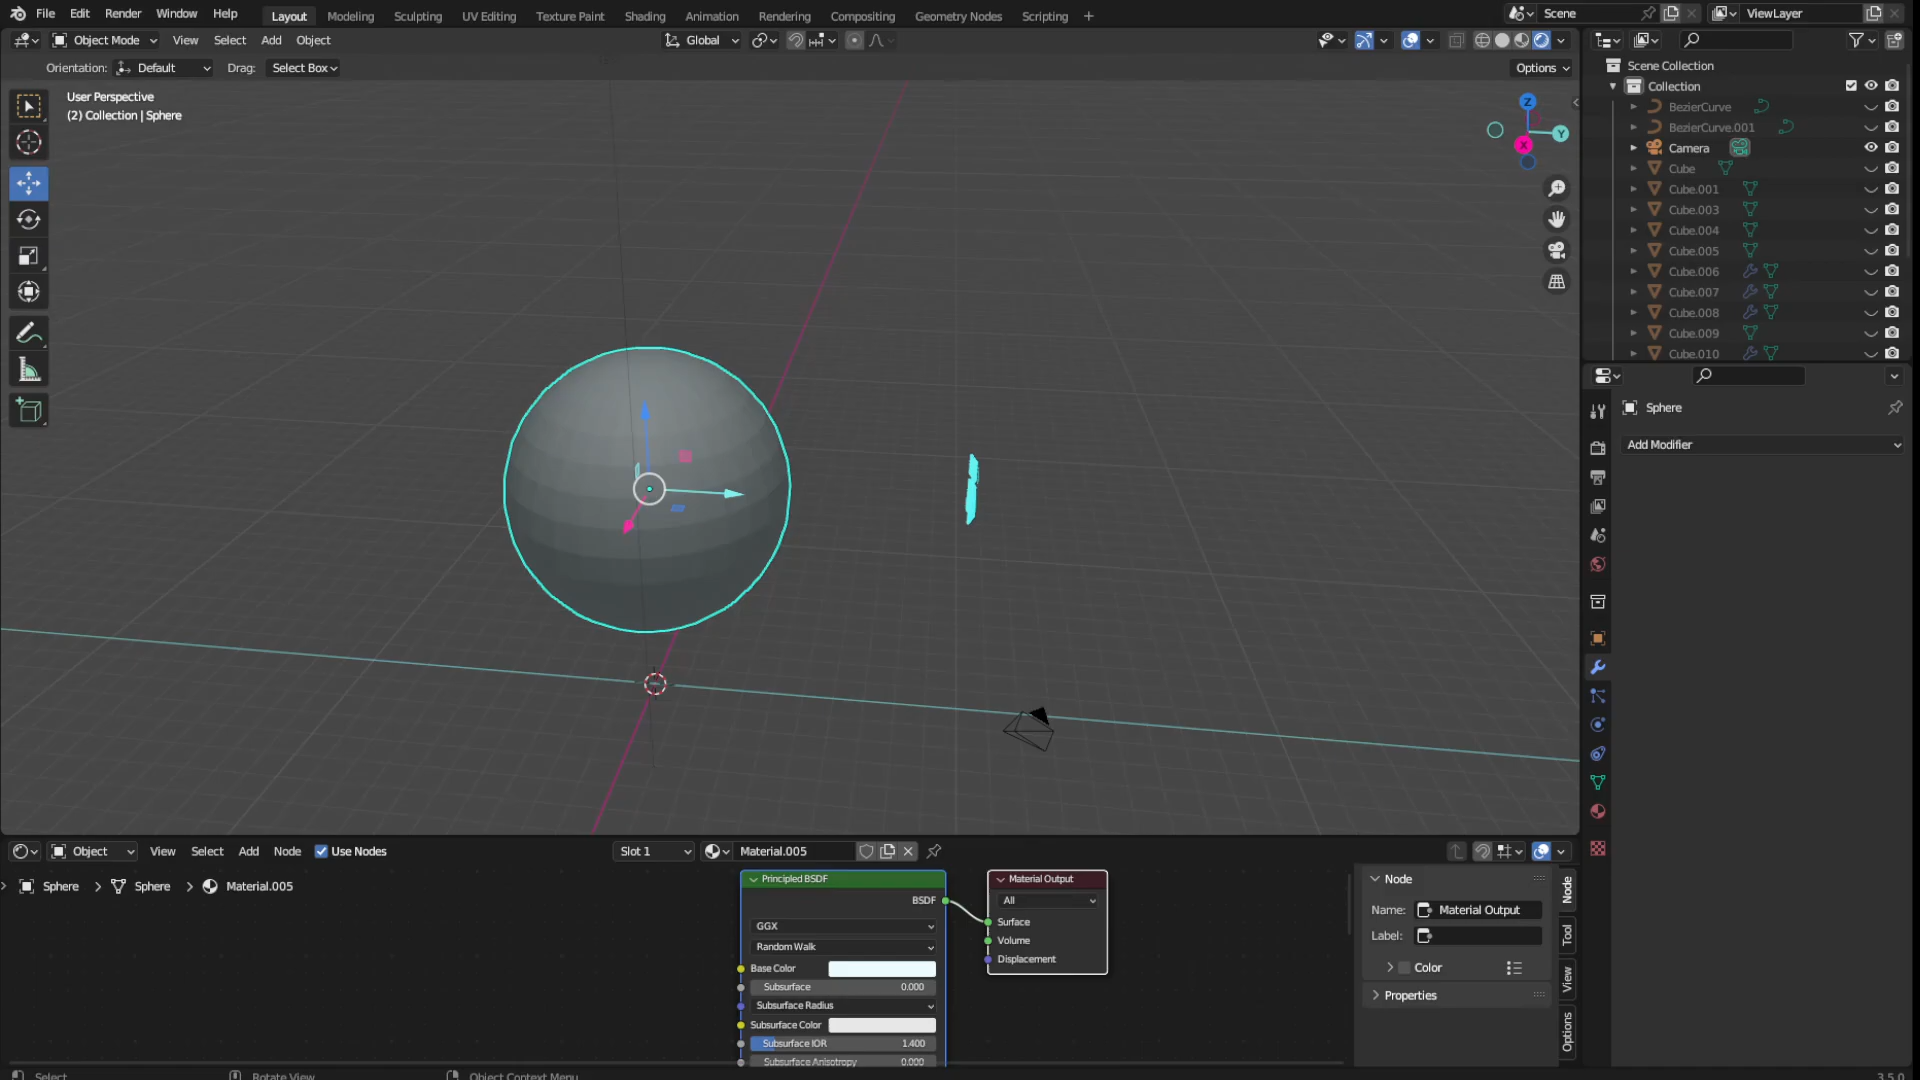 File Edit Render Window Help Layout Modeling Sculpting UV Editing Texture Paint Shading Animation Rendering Compositing Geometry Nodes Scripting + Scene ViewLayer
Object Mode View Select Add Object Global
Orientation: Default Drag: Select Box Options
User Perspective
(2) Collection | Sphere
Z
Y
X
Scene Collection
Collection
BezierCurve
BezierCurve.001
Camera
Cube
Cube.001
Cube.003
Cube.004
Cube.005
Cube.006
Cube.007
Cube.008
Cube.009
Cube.010
Sphere
Add Modifier
Object View Select Add Node Use Nodes Slot 1 Material.005
Sphere > Sphere > Material.005
Principled BSDF
BSDF
GGX
Random Walk
Base Color
Subsurface 0.000
Subsurface Radius
Subsurface Color
Subsurface IOR 1.400
Subsurface Anisotropy 0.000
Material Output
All
Surface
Volume
Displacement
Node
Name: Material Output
Label:
Color
Properties
Node
Tool
View
Options
Select Rotate View Object Context Menu 3.5.0